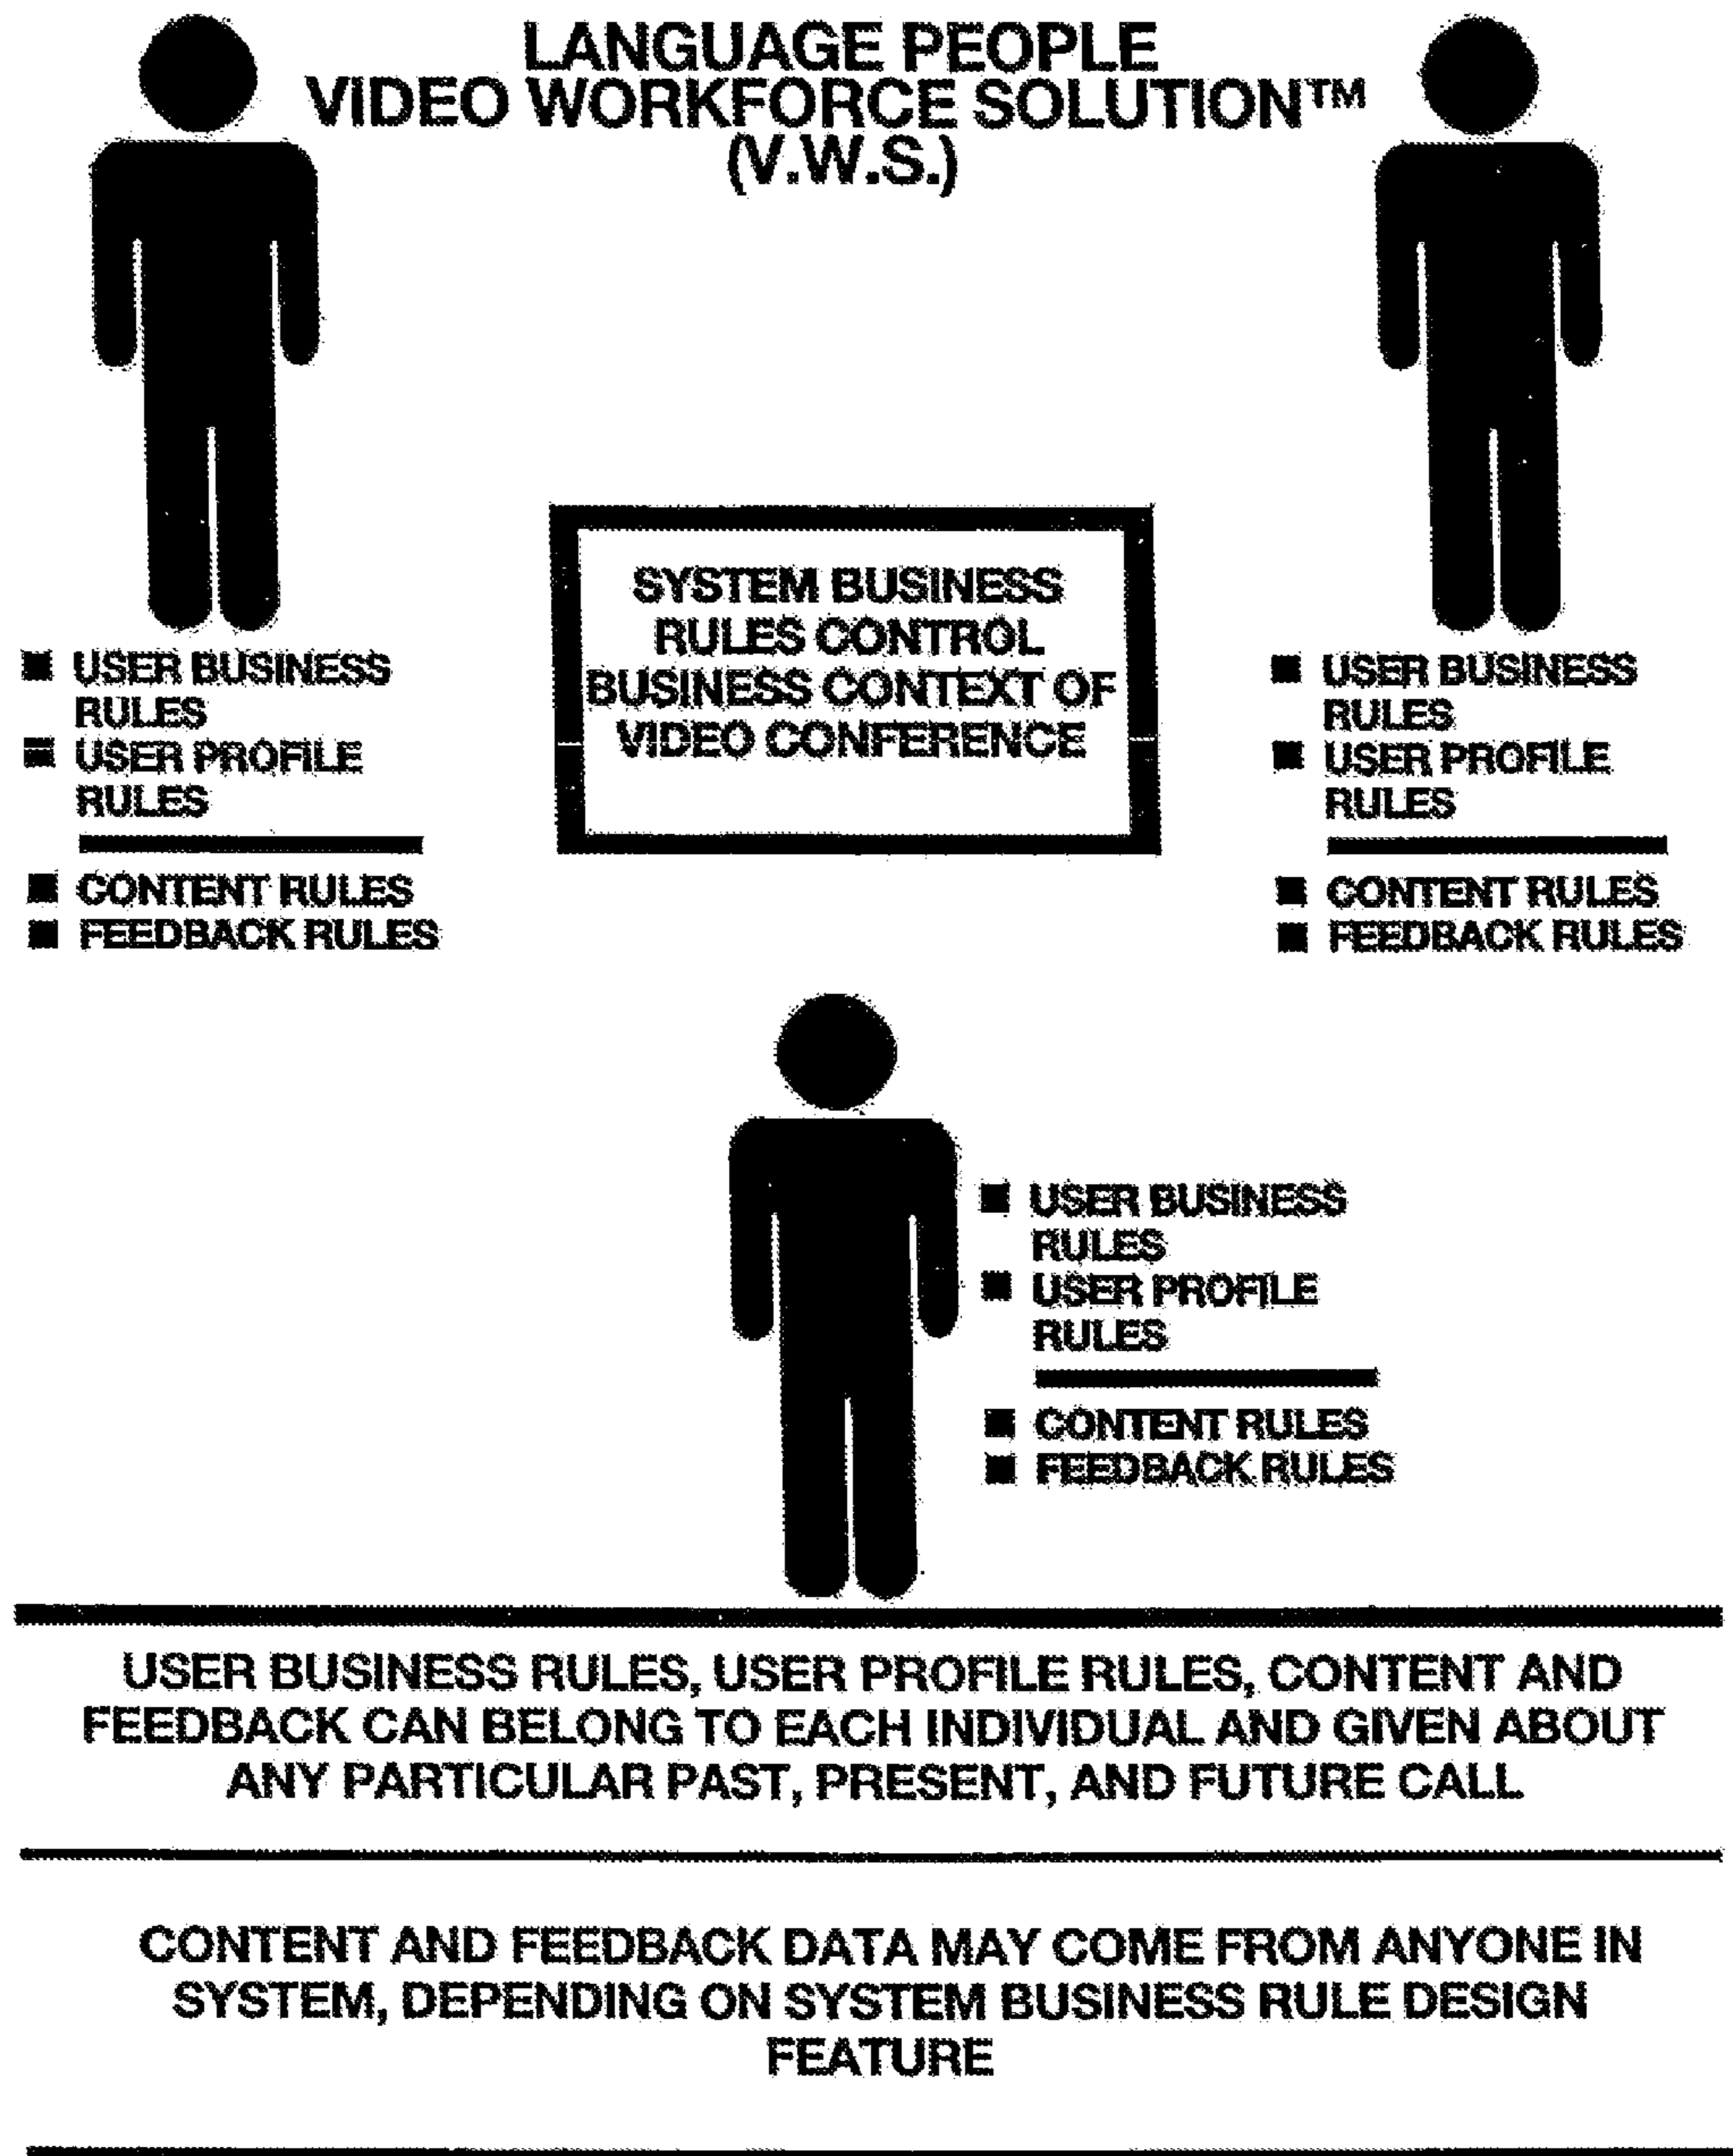 LANGUAGE PEOPLE
VIDEO WORKFORCE SOLUTION™
(V.W.S.)
SYSTEM BUSINESS
RULES CONTROL
BUSINESS CONTEXT OF
VIDEO CONFERENCE
■ USER BUSINESS
RULES
■ USER PROFILE
RULES
■ CONTENT RULES
■ FEEDBACK RULES
■ USER BUSINESS
RULES
■ USER PROFILE
RULES
■ CONTENT RULES
■ FEEDBACK RULES
■ USER BUSINESS
RULES
■ USER PROFILE
RULES
■ CONTENT RULES
■ FEEDBACK RULES
USER BUSINESS RULES, USER PROFILE RULES, CONTENT AND
FEEDBACK CAN BELONG TO EACH INDIVIDUAL AND GIVEN ABOUT
ANY PARTICULAR PAST, PRESENT, AND FUTURE CALL
CONTENT AND FEEDBACK DATA MAY COME FROM ANYONE IN
SYSTEM, DEPENDING ON SYSTEM BUSINESS RULE DESIGN
FEATURE